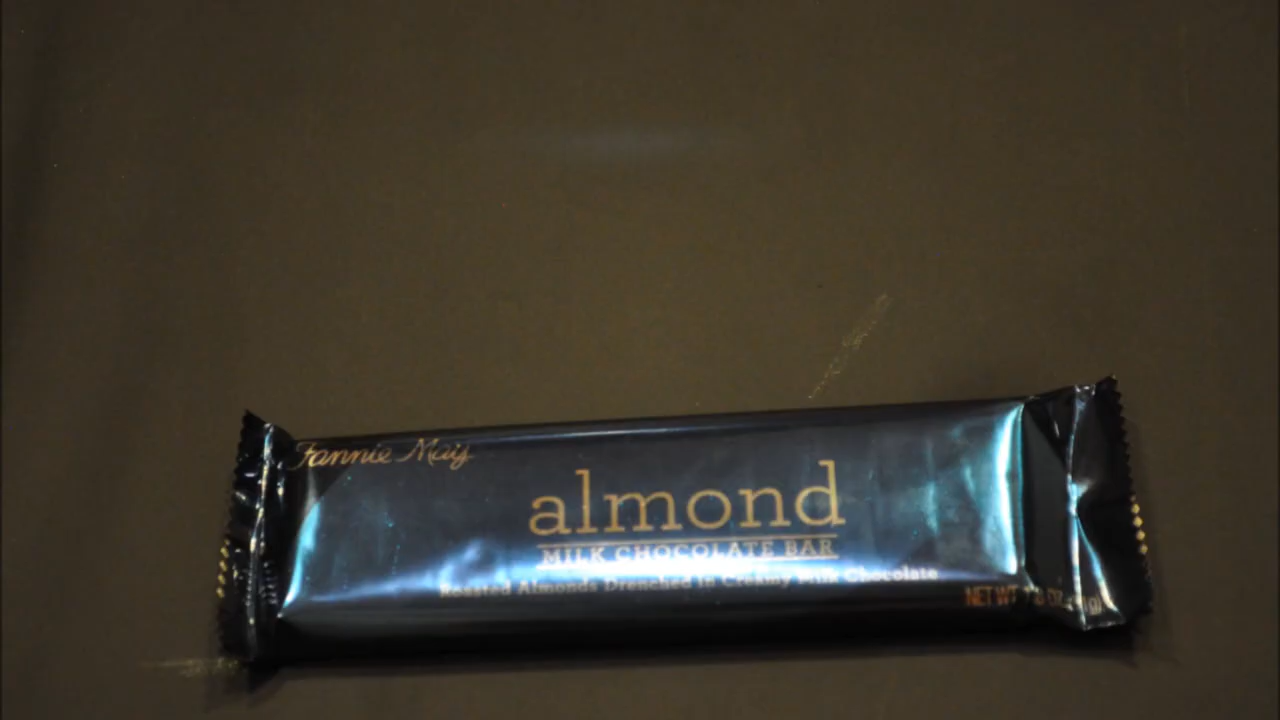 Fannie May
almond
MILK CHOCOLATE BAR
Roasted Almonds Drenched in Creamy Milk Chocolate
NET WT